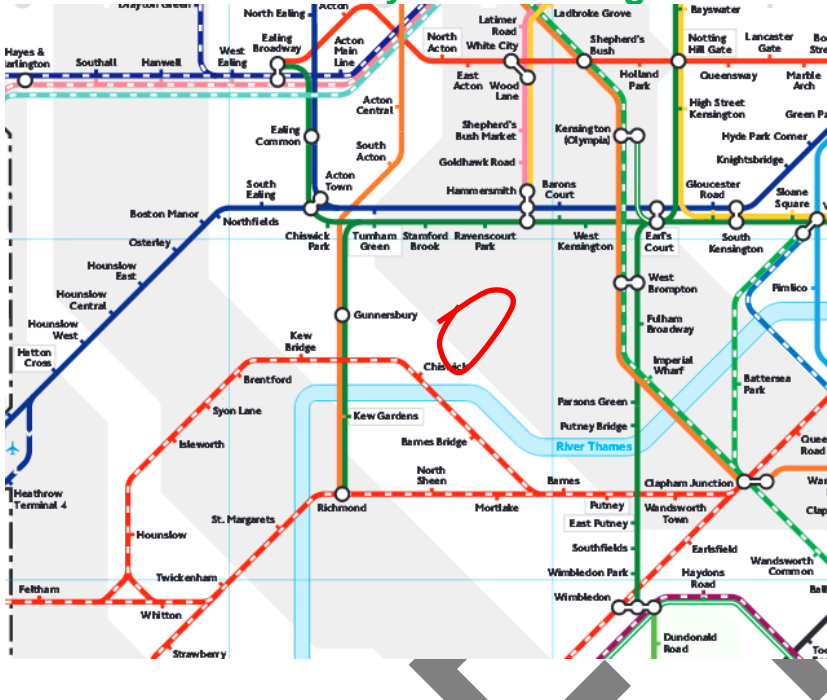 Drayton Green
North Ealing
Acton
Latimer
Road
Ladbroke Grove
Bayswater
Ealing
Broadway
Acton
Main
Line
North
Acton
White City
Shepherd's
Bush
Notting
Hill Gate
Lancaster
Gate
Hayes &
arlington
Southall
Hanwell
West
Ealing
East
Acton
Wood
Lane
Holland
Park
Queensway
Marble
Arch
Acton
Central
High Street
Kensington
Green Pa
Ealing
Common
South
Acton
Shepherd's
Bush Market
Kensington
(Olympia)
Hyde Park Corner
Goldhawk Road
Knightsbridge
South
Ealing
Acton
Town
Hammersmith
Barons
Court
Gloucester
Road
Sloane
Square
Boston Manor
Northfields
Osterley
Chiswick
Park
Turnham
Green
Stamford
Brook
Ravenscourt
Park
West
Kensington
Earl's
Court
South
Kensington
Hounslow
East
Hounslow
Central
Hounslow
West
Hatton
Cross
Gunnersbury
West
Brompton
Pimlico
Fulham
Broadway
Kew
Bridge
Imperial
Wharf
Brentford
Battersea
Park
Syon Lane
Kew Gardens
Parsons Green
Isleworth
Barnes Bridge
Putney Bridge
River Thames
Heathrow
Terminal 4
North
Sheen
Barnes
Clapham Junction
Richmond
Mortlake
Putney
Wandsworth
Town
St. Margarets
East Putney
Hounslow
Southfields
Earlsfield
Wandsworth
Common
Feltham
Twickenham
Wimbledon Park
Haydons
Road
Whitton
Wimbledon
Strawberry
Dundonald
Road